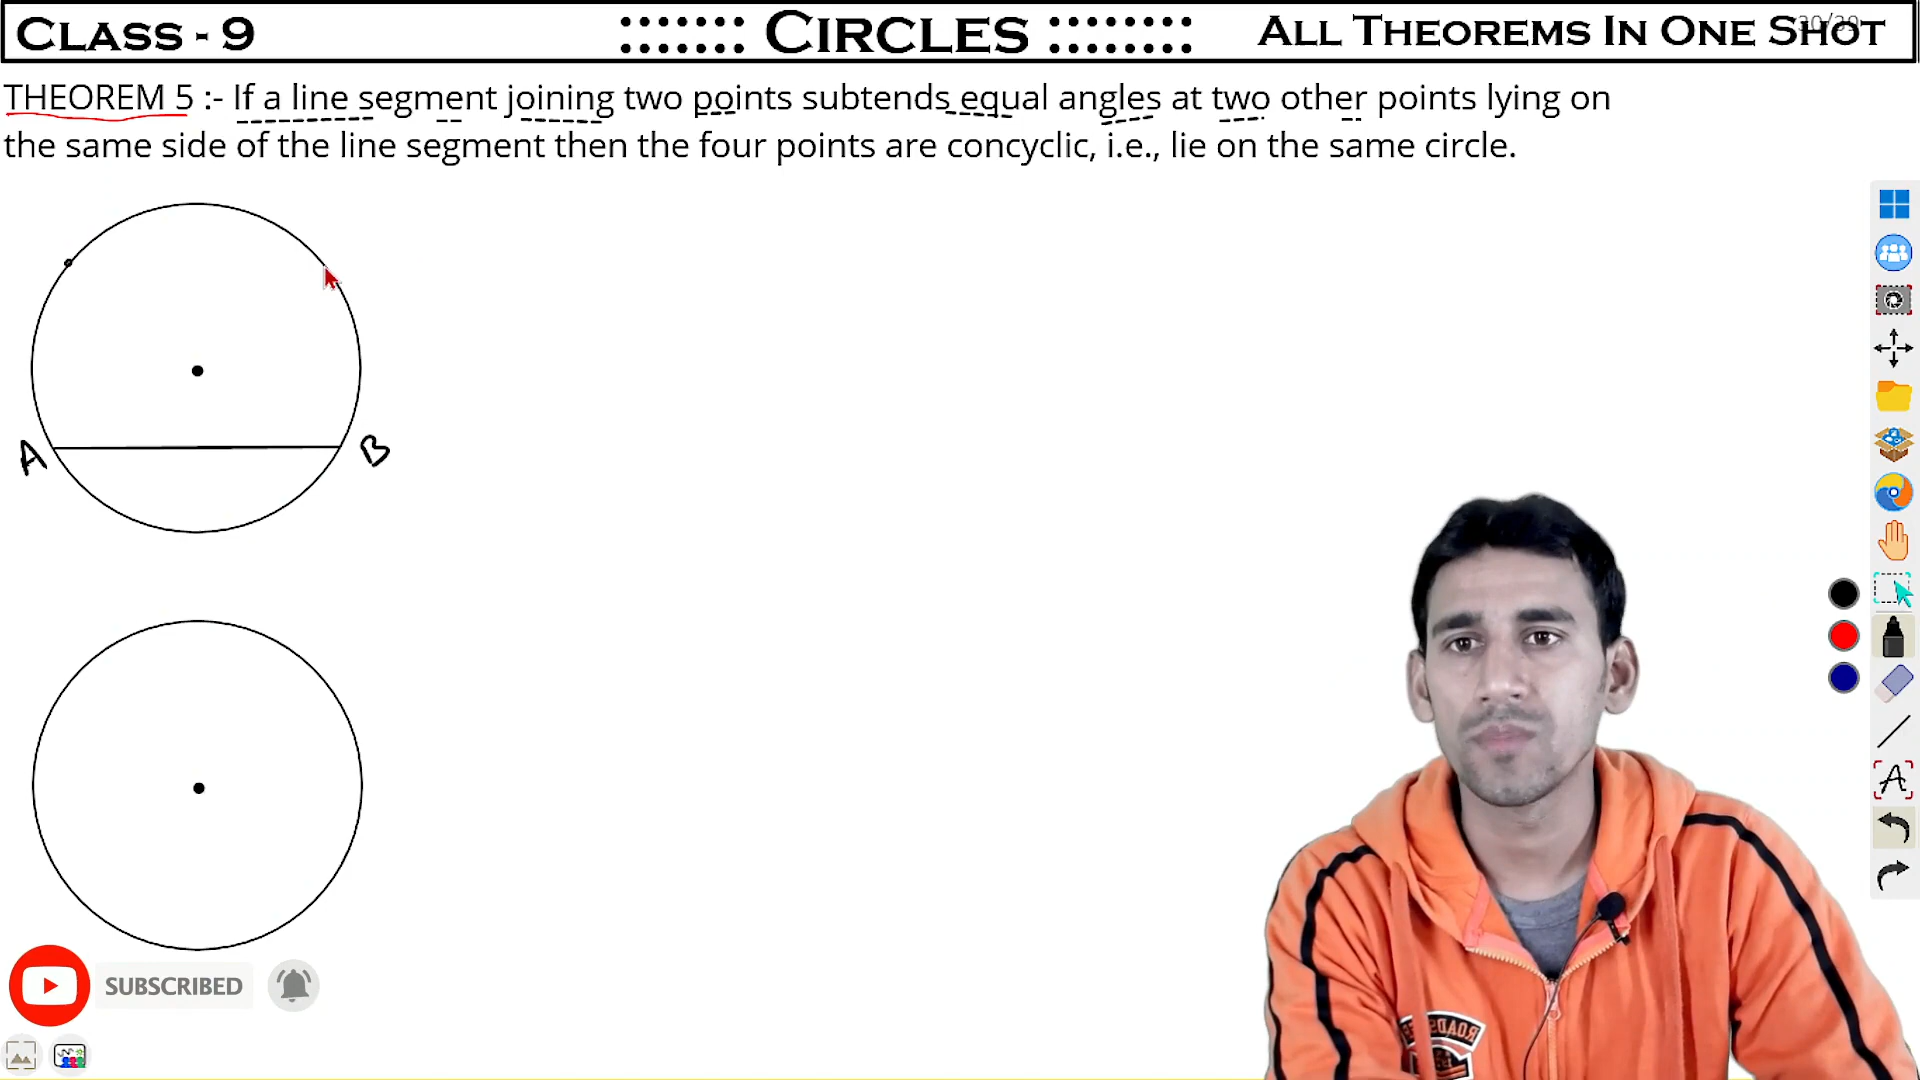 CLASS - 9
CIRCLES
ALL THEOREMS IN ONE SHOT
30/39
THEOREM 5 :- If a line segment joining two points subtends equal angles at two other points lying on
the same side of the line segment then the four points are concyclic, i.e., lie on the same circle.
A
B
SUBSCRIBED